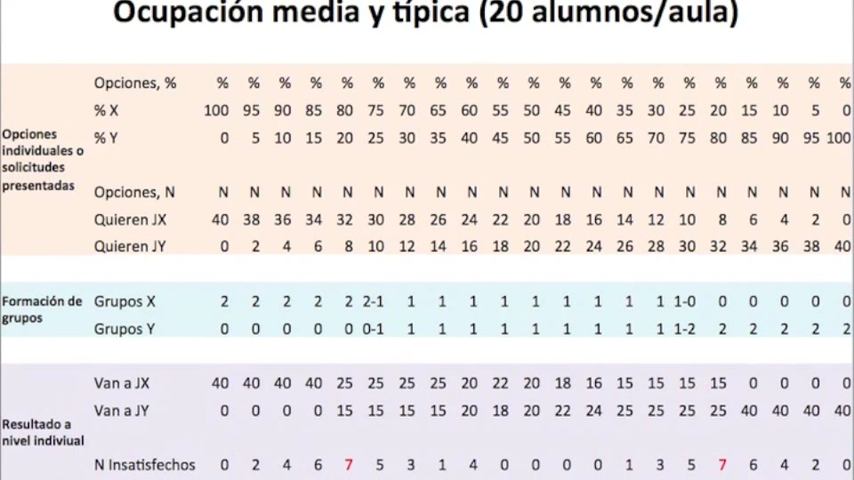 Ocupación media y típica (20 alumnos/aula)
Opciones, % % % % % % % % % % % % % % % % % % % % % %
% X 100 95 90 85 80 75 70 65 60 55 50 45 40 35 30 25 20 15 10 5 0
Opciones individuales o solicitudes presentadas
% Y 0 5 10 15 20 25 30 35 40 45 50 55 60 65 70 75 80 85 90 95 100
Opciones, N N N N N N N N N N N N N N N N N N N N N N
Quieren JX 40 38 36 34 32 30 28 26 24 22 20 18 16 14 12 10 8 6 4 2 0
Quieren JY 0 2 4 6 8 10 12 14 16 18 20 22 24 26 28 30 32 34 36 38 40
Formación de grupos
Grupos X 2 2 2 2 2 2-1 1 1 1 1 1 1 1 1 1 1-0 0 0 0 0 0
Grupos Y 0 0 0 0 0 0-1 1 1 1 1 1 1 1 1 1 1-2 2 2 2 2 2
Van a JX 40 40 40 40 25 25 25 25 20 22 20 18 16 15 15 15 15 0 0 0 0
Van a JY 0 0 0 0 15 15 15 15 20 18 20 22 24 25 25 25 25 40 40 40 40
Resultado a nivel indiviual
N Insatisfechos 0 2 4 6 7 5 3 1 4 0 0 0 0 1 3 5 7 6 4 2 0